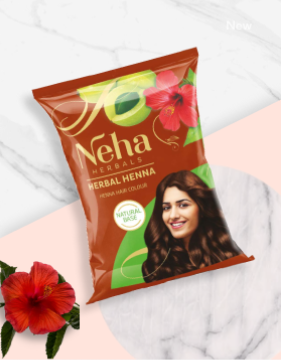 New
Neha
HERBALS
HERBAL HENNA
HENNA HAIR COLOUR
NATURAL
BASE